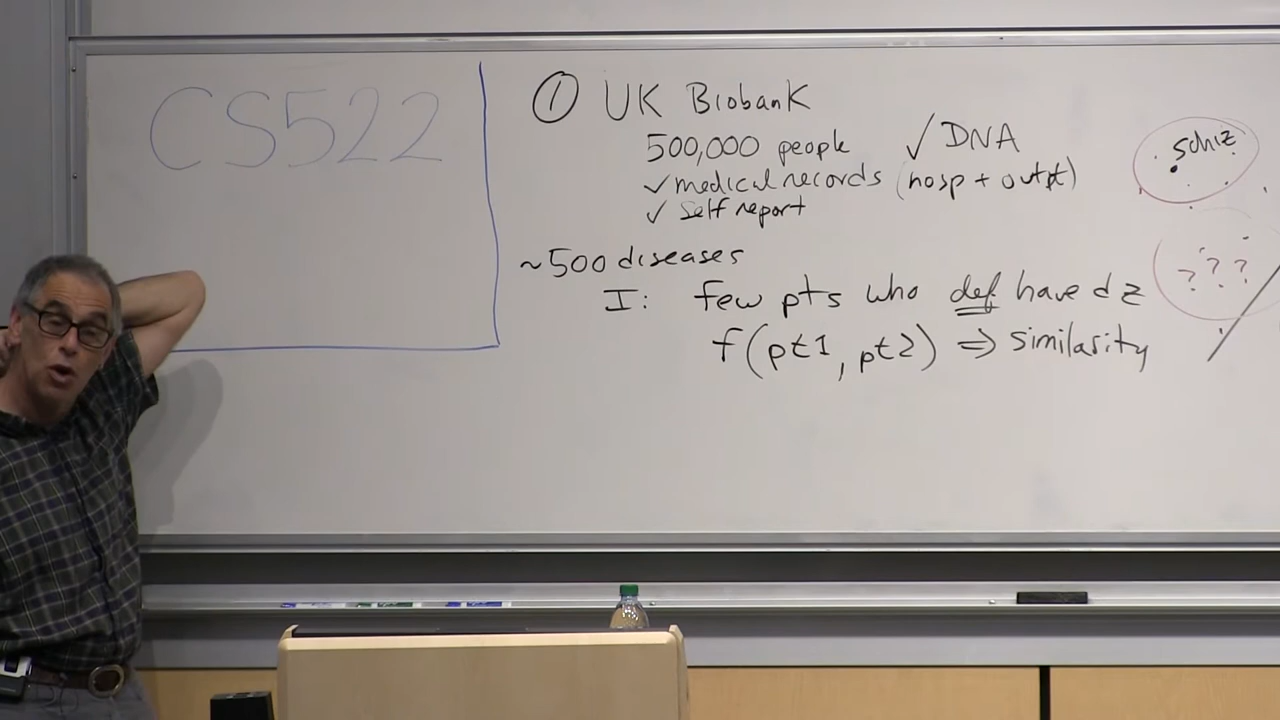 CS522
① UK Biobank
500,000 people ✓ DNA
✓ medical records (hosp + outpt)
✓ self report
~500 diseases
I: few pts who def have dz
f(pt1, pt2) ⇒ similarity
schiz
? ? ?